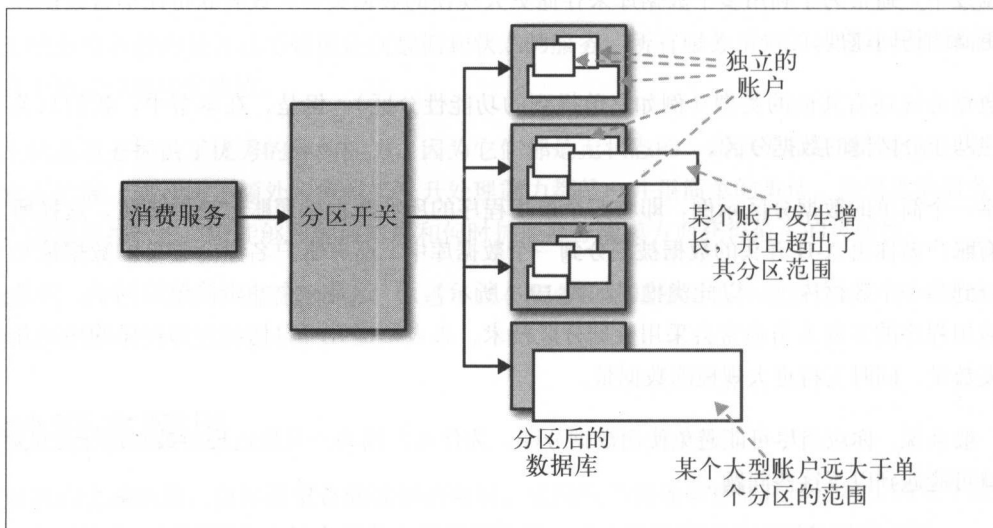 消费服务
分区开关
独立的
账户
某个账户发生增
长，并且超出了
其分区范围
分区后的
数据库
某个大型账户远大于单
个分区的范围